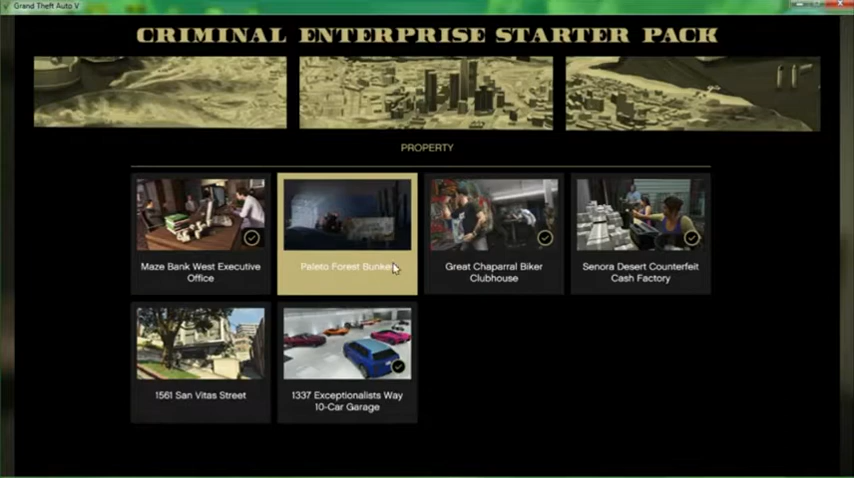 Grand Theft Auto V
CRIMINAL ENTERPRISE STARTER PACK
PROPERTY
Maze Bank West Executive
Office
Paleto Forest Bunker
Great Chaparral Biker
Clubhouse
Senora Desert Counterfeit
Cash Factory
1561 San Vitas Street
1337 Exceptionalists Way
10-Car Garage